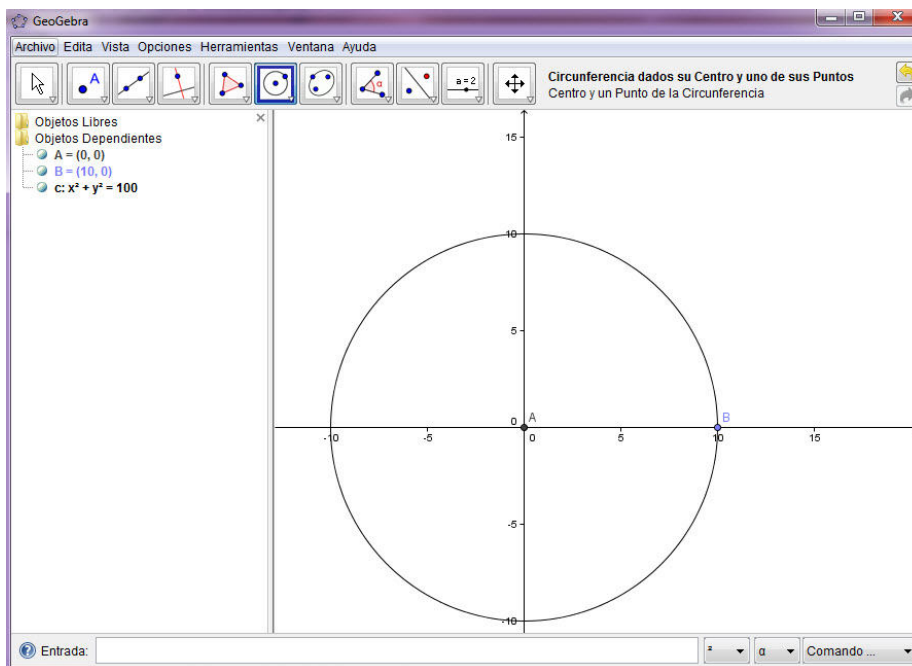 GeoGebra
Archivo Edita Vista Opciones Herramientas Ventana Ayuda
A
α
a = 2
Circunferencia dados su Centro y uno de sus Puntos
Centro y un Punto de la Circunferencia
Objetos Libres
Objetos Dependientes
A = (0, 0)
B = (10, 0)
c: x² + y² = 100
15
10
5
0 A B
-10 -5 0 5 10 15
-5
-10
Entrada: ² α Comando ...